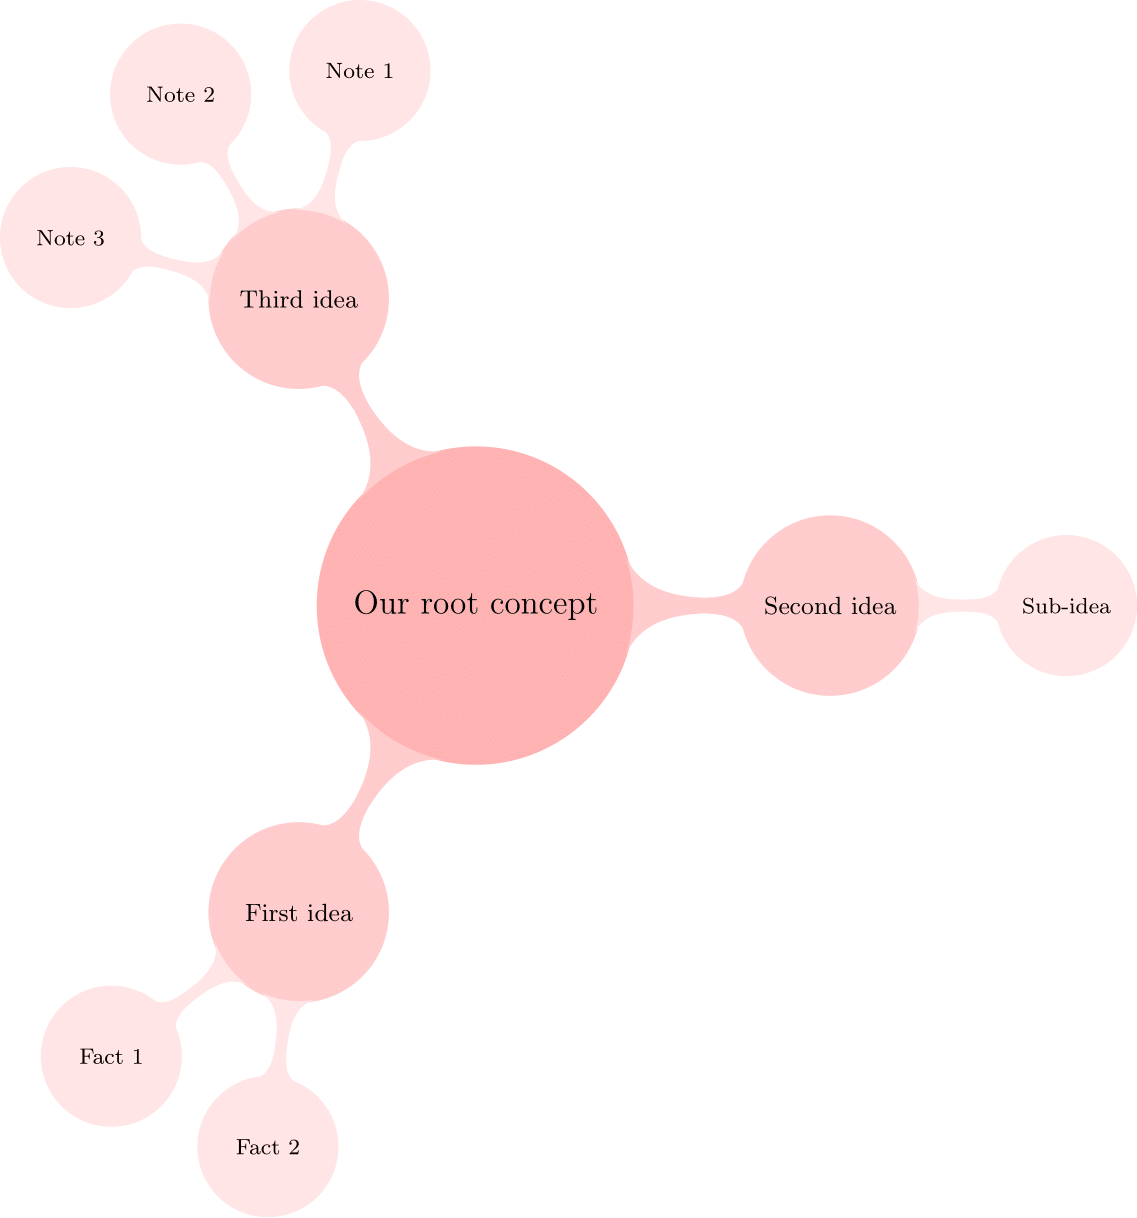 Note 1
Note 2
Note 3
Third idea
Our root concept
Second idea
Sub-idea
First idea
Fact 1
Fact 2